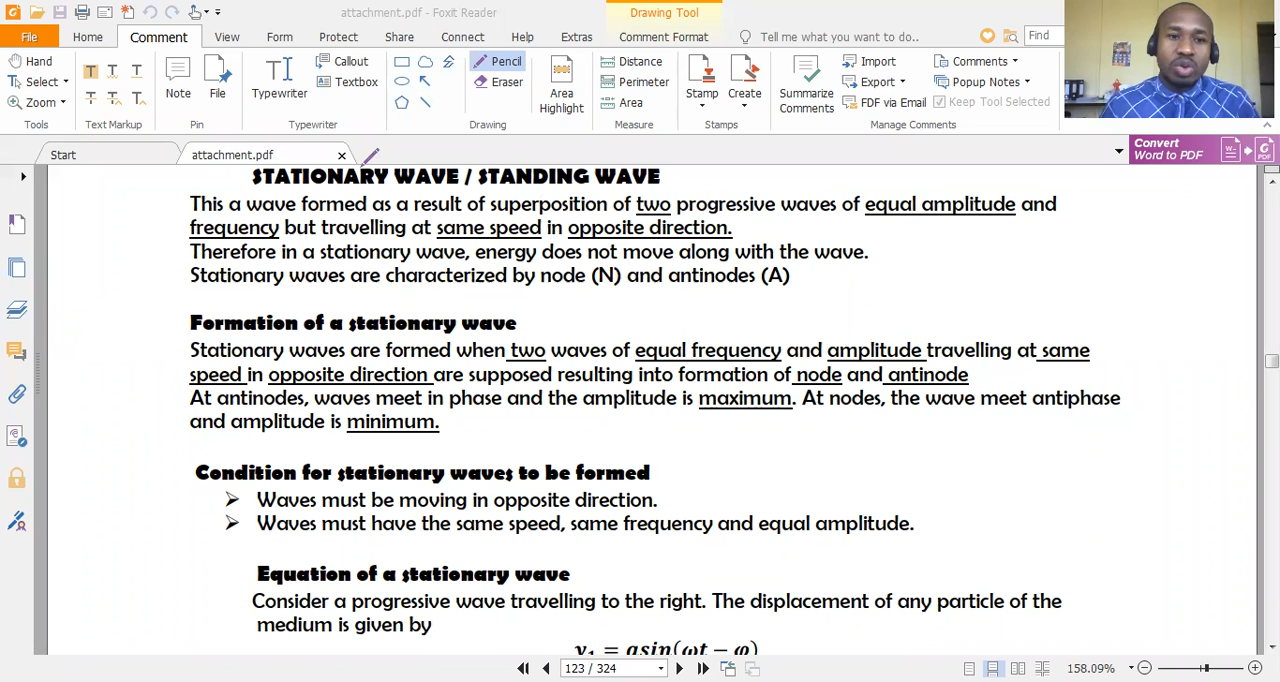 attachment.pdf - Foxit Reader
Drawing Tool
File Home Comment View Form Protect Share Connect Help Extras Comment Format Tell me what you want to do.. Find
Hand
Select
Zoom
Tools
T T T
T T T
Text Markup
Note
File
Pin
Typewriter
Callout
Textbox
Typewriter
Pencil
Eraser
Drawing
Area
Highlight
Distance
Perimeter
Area
Measure
Stamp
Create
Stamps
Summarize
Comments
Import
Export
FDF via Email
Comments
Popup Notes
Keep Tool Selected
Manage Comments
Start
attachment.pdf
Convert
Word to PDF
STATIONARY WAVE / STANDING WAVE
This a wave formed as a result of superposition of two progressive waves of equal amplitude and
frequency but travelling at same speed in opposite direction.
Therefore in a stationary wave, energy does not move along with the wave.
Stationary waves are characterized by node (N) and antinodes (A)
Formation of a stationary wave
Stationary waves are formed when two waves of equal frequency and amplitude travelling at same
speed in opposite direction are supposed resulting into formation of node and antinode
At antinodes, waves meet in phase and the amplitude is maximum. At nodes, the wave meet antiphase
and amplitude is minimum.
Condition for stationary waves to be formed
➢ Waves must be moving in opposite direction.
➢ Waves must have the same speed, same frequency and equal amplitude.
Equation of a stationary wave
Consider a progressive wave travelling to the right. The displacement of any particle of the
medium is given by
y₁ = asin(ωt − φ)
123 / 324
158.09%